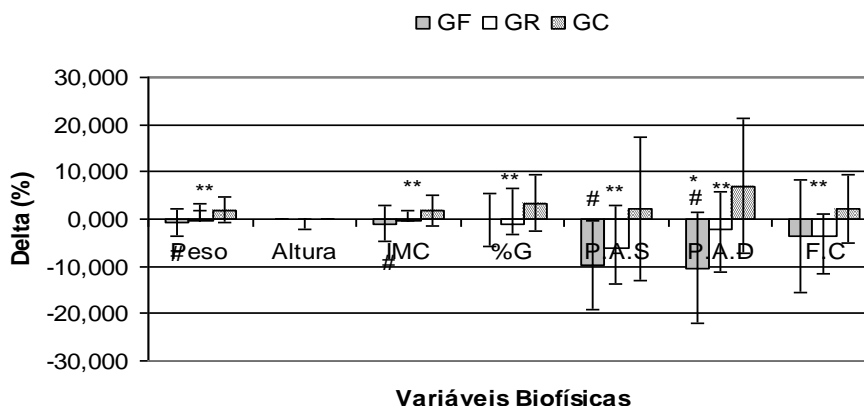 GF GR GC
30,000
20,000
10,000
0,000
-10,000
-20,000
-30,000
Delta (%)
** ** ** # ** * # ** **
# #
Peso Altura IMC %G P.A.S P.A.D F.C
Variáveis Biofísicas